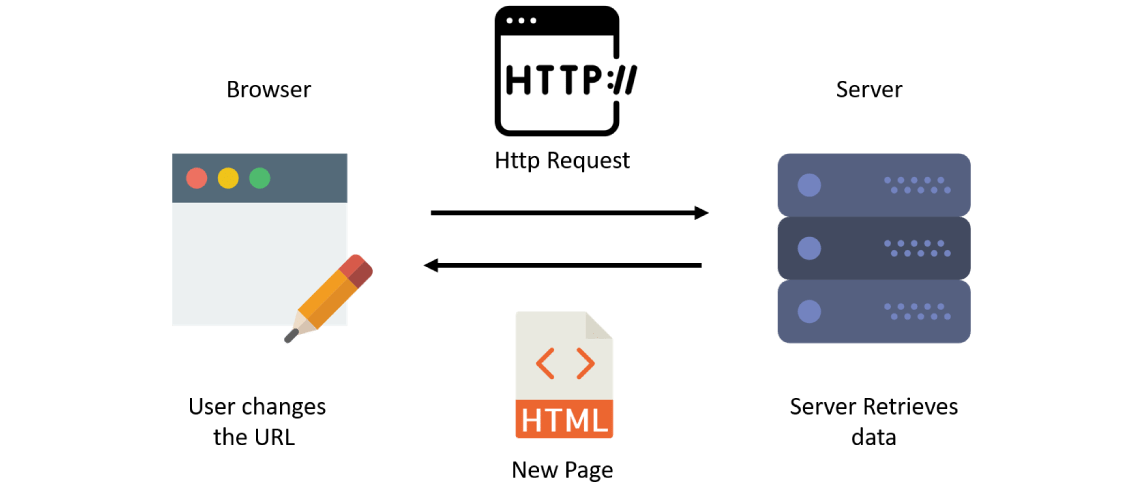 Browser
HTTP://
Server
Http Request
User changes
the URL
HTML
New Page
Server Retrieves
data